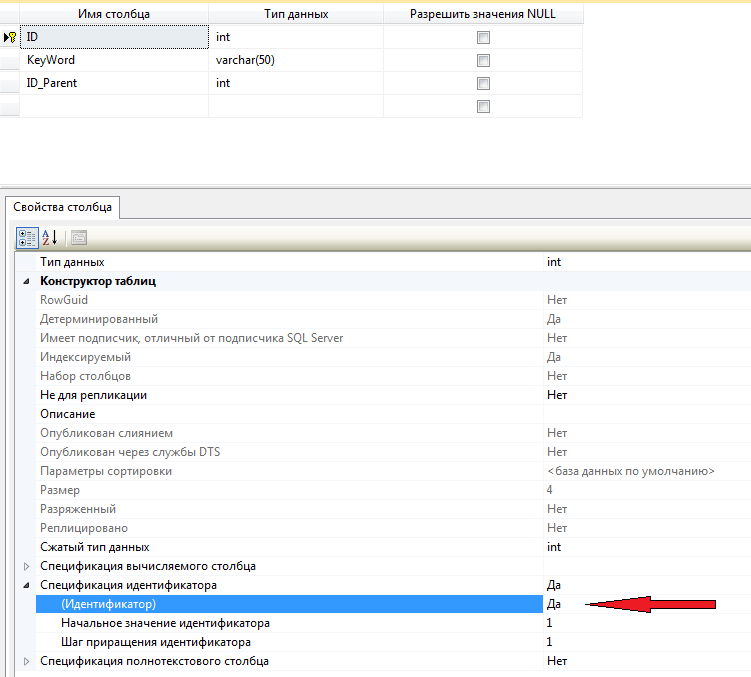 Имя столбца Тип данных Разрешить значения NULL
ID int
KeyWord varchar(50)
ID_Parent int
Свойства столбца
Тип данных int
Конструктор таблиц
RowGuid Нет
Детерминированный Да
Имеет подписчик, отличный от подписчика SQL Server Нет
Индексируемый Да
Набор столбцов Нет
Не для репликации Нет
Описание
Опубликован слиянием Нет
Опубликован через службы DTS Нет
Параметры сортировки <база данных по умолчанию>
Размер 4
Разряженный Нет
Реплицировано Нет
Сжатый тип данных int
Спецификация вычисляемого столбца
Спецификация идентификатора Да
(Идентификатор) Да
Начальное значение идентификатора 1
Шаг приращения идентификатора 1
Спецификация полнотекстового столбца Нет